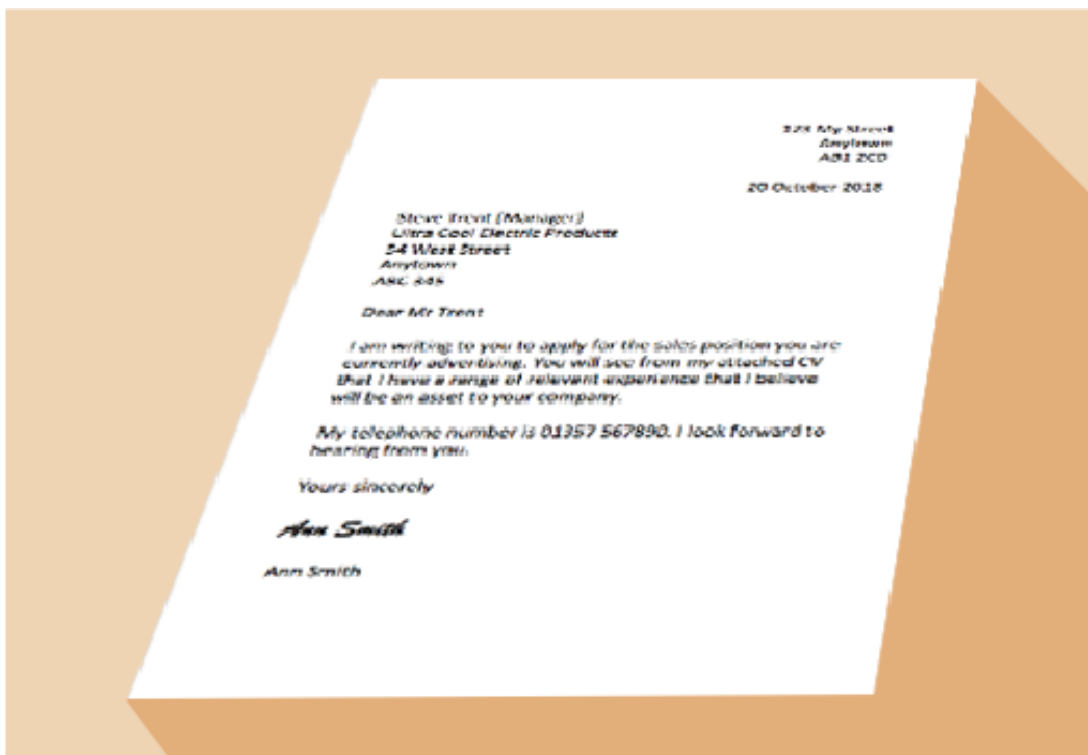 123 My Street
Anytown
AB1 2CD
20 October 2018
Steve Trent (Manager)
Ultra Cool Electric Products
54 West Street
Anytown
ABC 345
Dear Mr Trent
I am writing to you to apply for the sales position you are
currently advertising. You will see from my attached CV
that I have a range of relevant experience that I believe
will be an asset to your company.
My telephone number is 01357 567890. I look forward to
hearing from you.
Yours sincerely
Ann Smith
Ann Smith